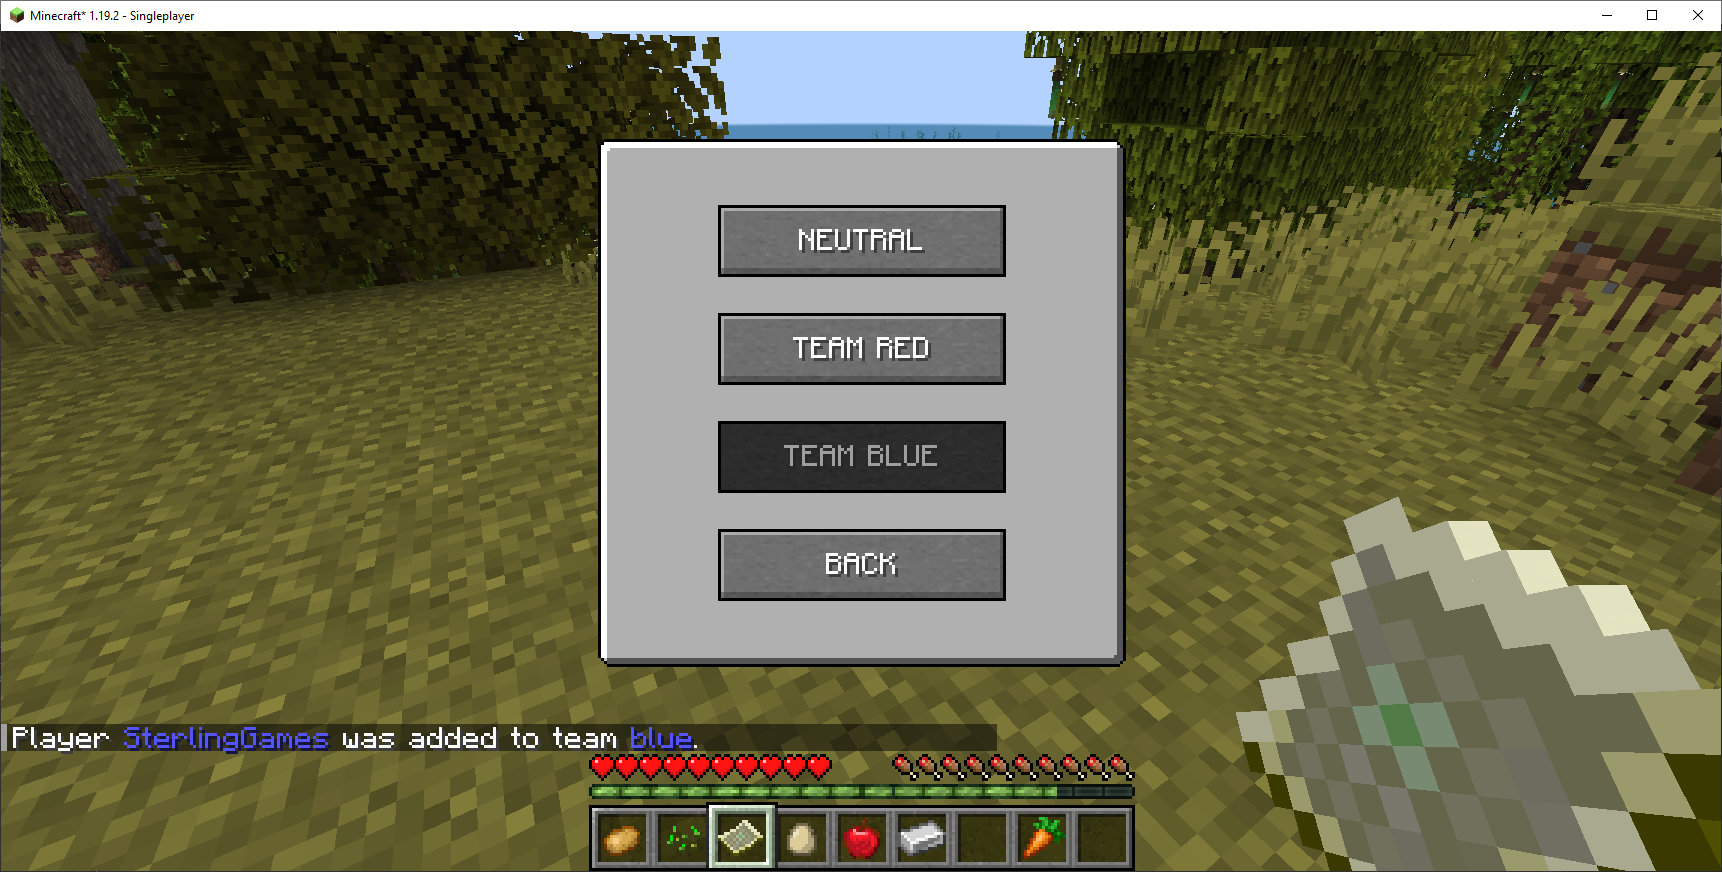 Minecraft* 1.19.2 - Singleplayer
NEUTRAL
TEAM RED
TEAM BLUE
BACK
Player SterlingGames was added to team blue.